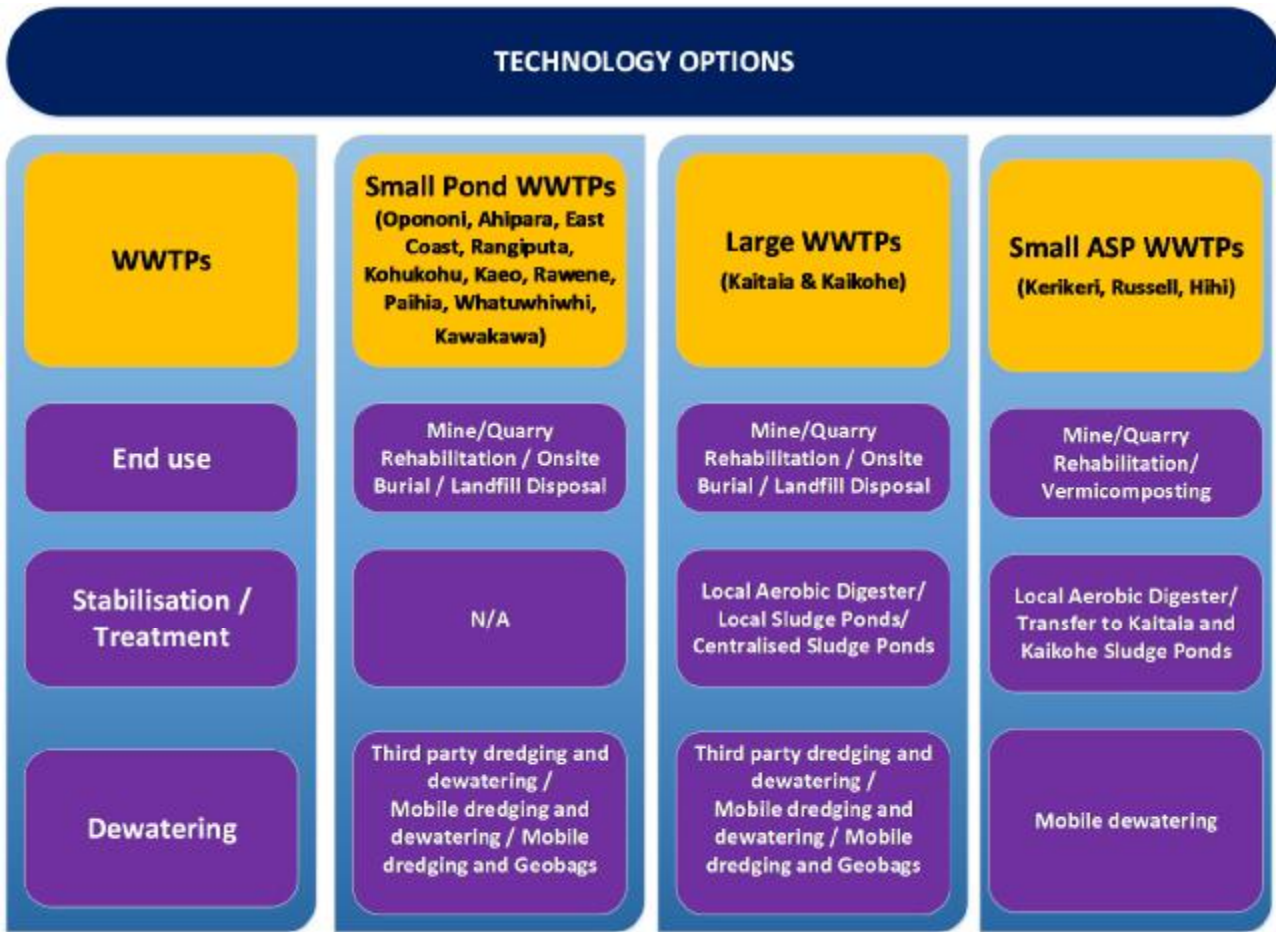 TECHNOLOGY OPTIONS
WWTPs
Small Pond WWTPs
(Opononi, Ahipara, East
Coast, Rangiputa,
Kohukohu, Kaeo, Rawene,
Paihia, Whatuwhiwhi,
Kawakawa)
Large WWTPs
(Kaitaia & Kaikohe)
Small ASP WWTPs
(Kerikeri, Russell, Hihi)
End use
Mine/Quarry
Rehabilitation / Onsite
Burial / Landfill Disposal
Mine/Quarry
Rehabilitation / Onsite
Burial / Landfill Disposal
Mine/Quarry
Rehabilitation/
Vermicomposting
Stabilisation /
Treatment
N/A
Local Aerobic Digester/
Local Sludge Ponds/
Centralised Sludge Ponds
Local Aerobic Digester/
Transfer to Kaitaia and
Kaikohe Sludge Ponds
Dewatering
Third party dredging and
dewatering /
Mobile dredging and
dewatering / Mobile
dredging and Geobags
Third party dredging and
dewatering /
Mobile dredging and
dewatering / Mobile
dredging and Geobags
Mobile dewatering